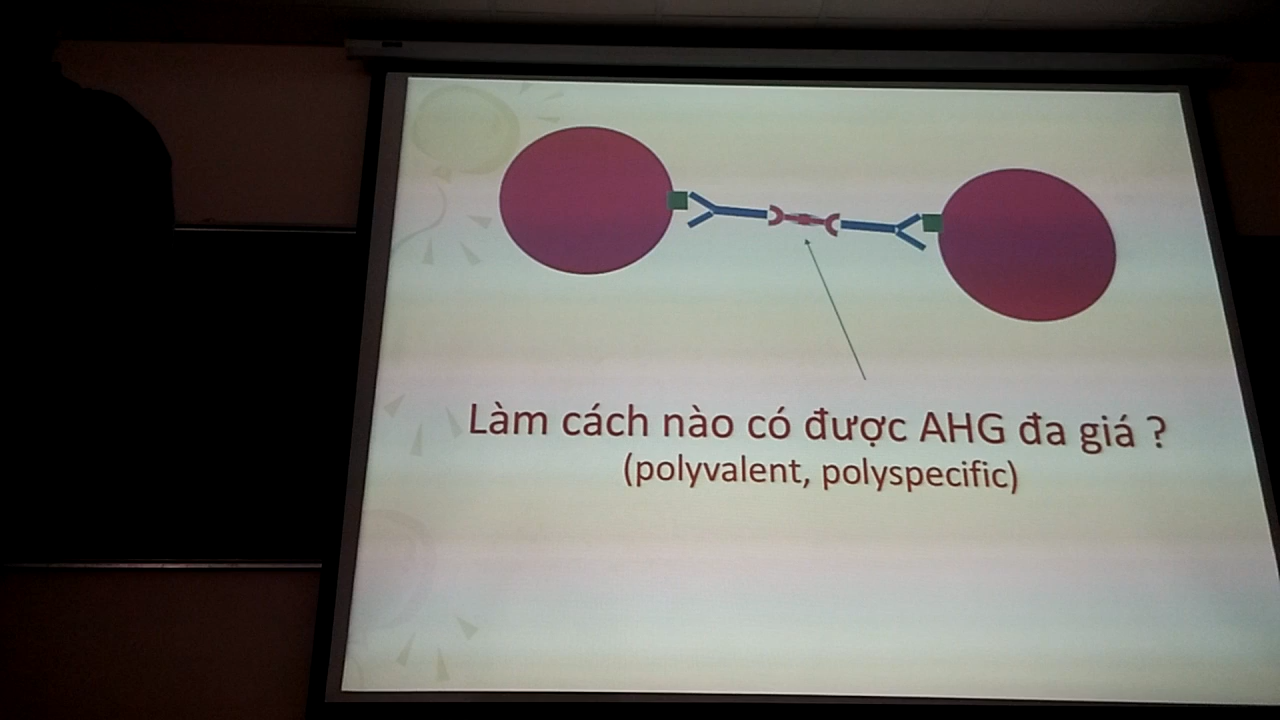 Làm cách nào có được AHG đa giá ?
(polyvalent, polyspecific)